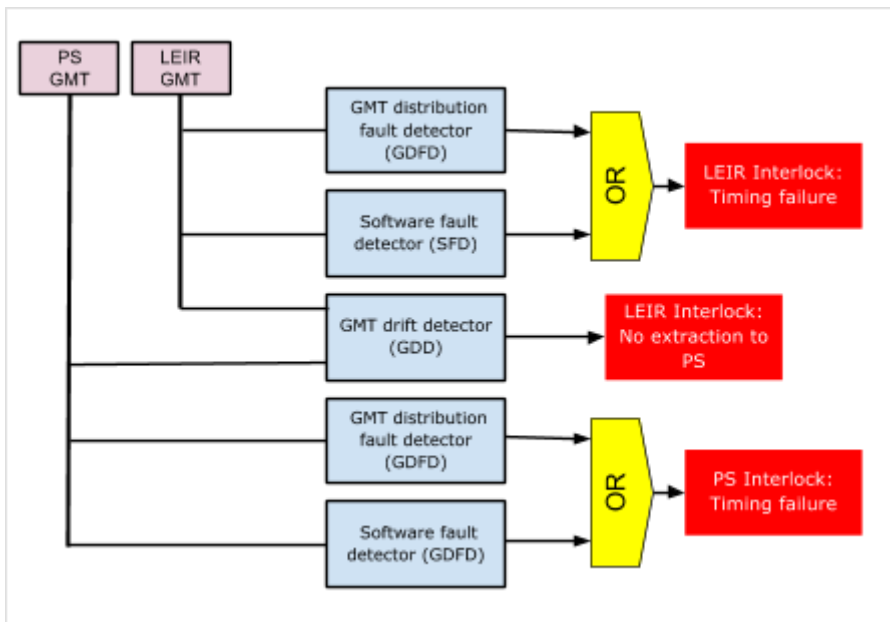 PS
GMT
LEIR
GMT
GMT distribution
fault detector
(GDFD)
OR
LEIR Interlock:
Timing failure
Software fault
detector (SFD)
GMT drift detector
(GDD)
LEIR Interlock:
No extraction to
PS
GMT distribution
fault detector
(GDFD)
OR
PS Interlock:
Timing failure
Software fault
detector (GDFD)